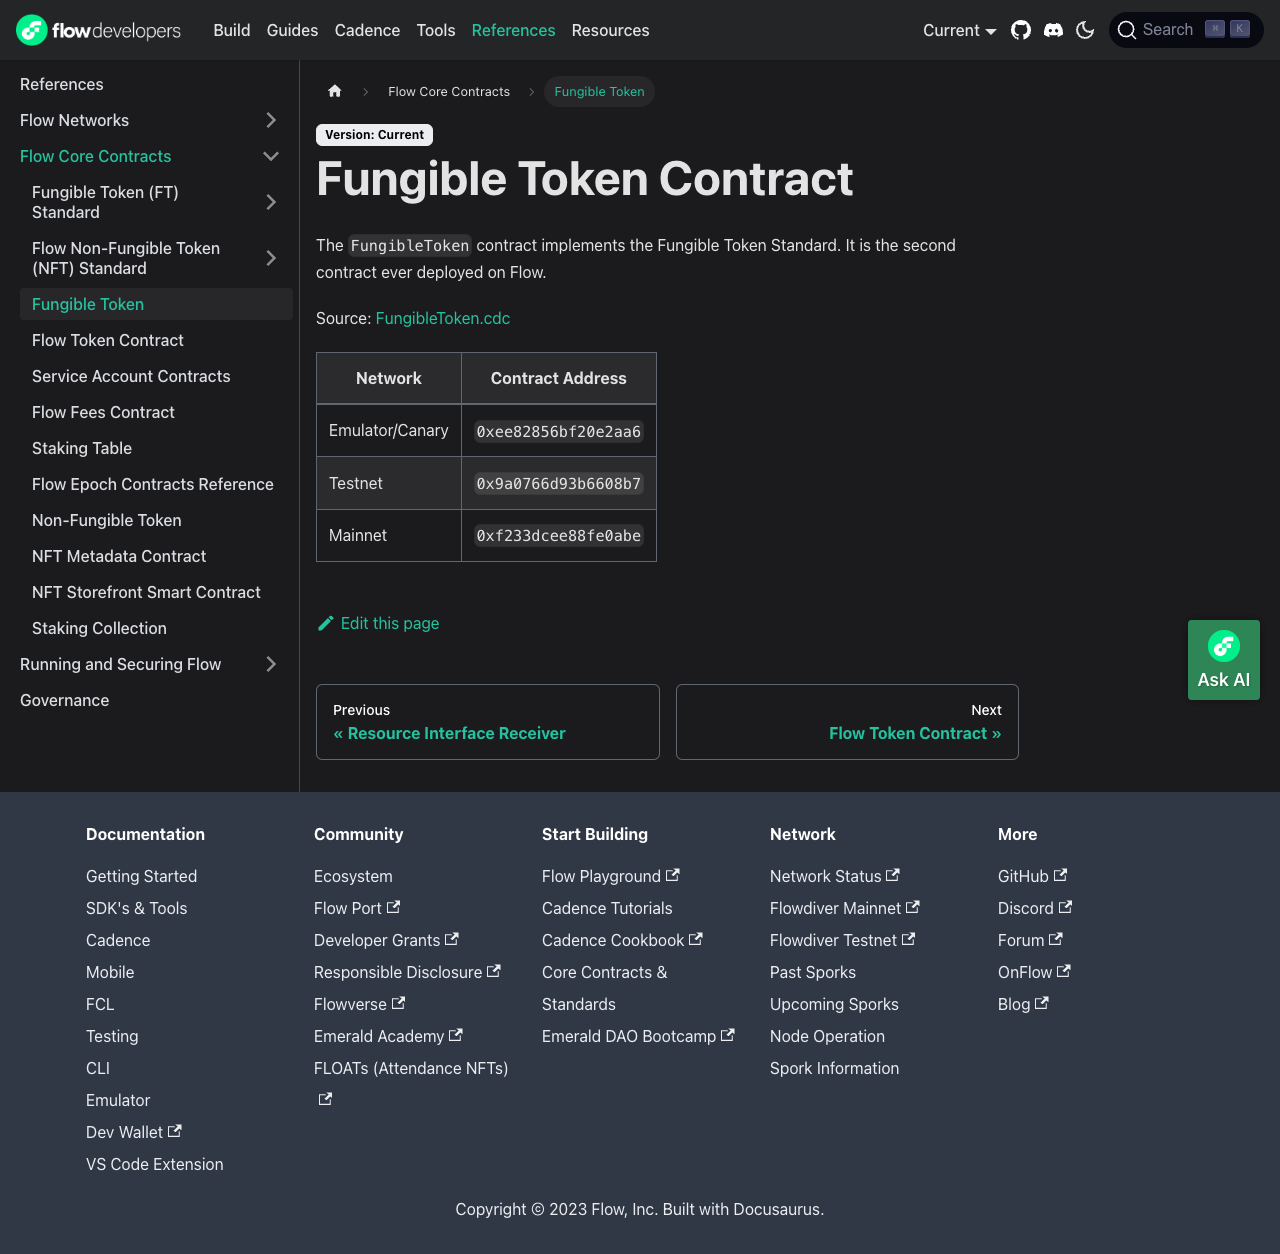 flowdevelopers
Build
Guides
Cadence
Tools
References
Resources
Current
Search
⌘
K
References
Flow Networks
Flow Core Contracts
Fungible Token (FT)
Standard
Flow Non-Fungible Token
(NFT) Standard
Fungible Token
Flow Token Contract
Service Account Contracts
Flow Fees Contract
Staking Table
Flow Epoch Contracts Reference
Non-Fungible Token
NFT Metadata Contract
NFT Storefront Smart Contract
Staking Collection
Running and Securing Flow
Governance
Flow Core Contracts
Fungible Token
Version: Current
Fungible Token Contract
The FungibleToken contract implements the Fungible Token Standard. It is the second
contract ever deployed on Flow.
Source: FungibleToken.cdc
Network Contract Address
Emulator/Canary 0xee82856bf20e2aa6
Testnet 0x9a0766d93b6608b7
Mainnet 0xf233dcee88fe0abe
Edit this page
Previous
« Resource Interface Receiver
Next
Flow Token Contract »
Ask AI
Documentation
Getting Started
SDK's & Tools
Cadence
Mobile
FCL
Testing
CLI
Emulator
Dev Wallet
VS Code Extension
Community
Ecosystem
Flow Port
Developer Grants
Responsible Disclosure
Flowverse
Emerald Academy
FLOATs (Attendance NFTs)
Start Building
Flow Playground
Cadence Tutorials
Cadence Cookbook
Core Contracts &
Standards
Emerald DAO Bootcamp
Network
Network Status
Flowdiver Mainnet
Flowdiver Testnet
Past Sporks
Upcoming Sporks
Node Operation
Spork Information
More
GitHub
Discord
Forum
OnFlow
Blog
Copyright © 2023 Flow, Inc. Built with Docusaurus.